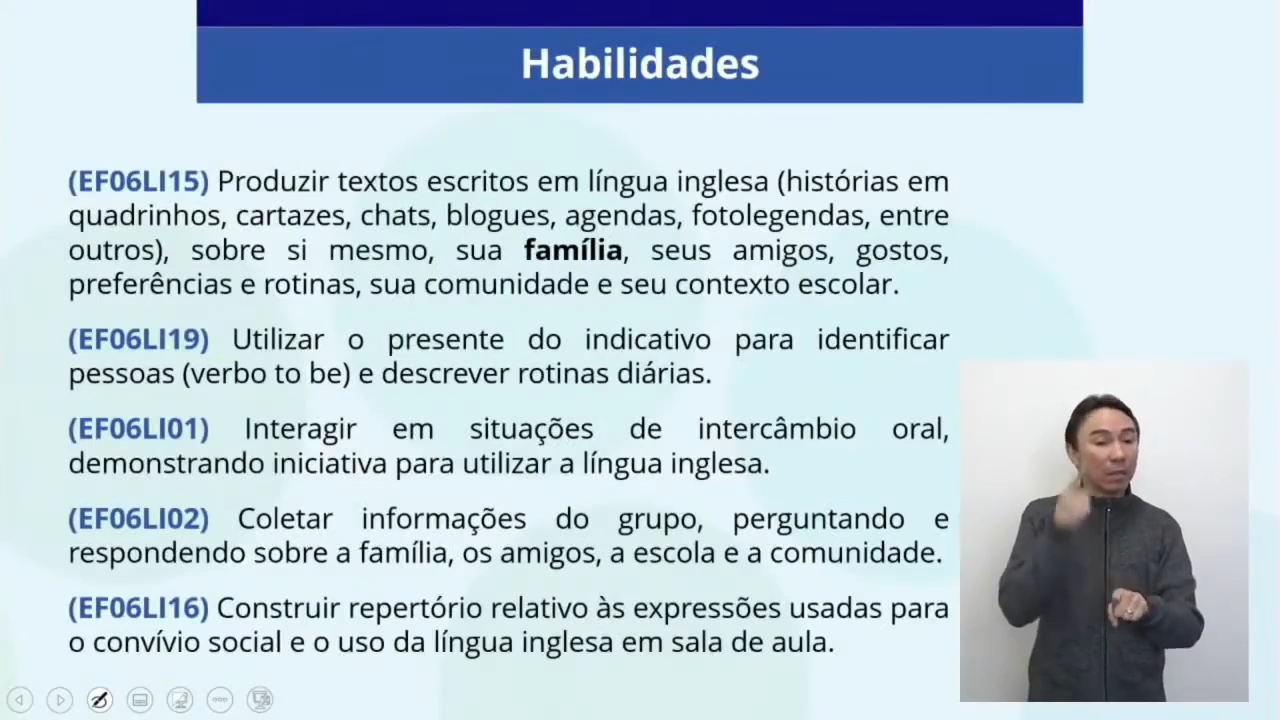 Habilidades
(EF06LI15) Produzir textos escritos em língua inglesa (histórias em
quadrinhos, cartazes, chats, blogues, agendas, fotolegendas, entre
outros), sobre si mesmo, sua família, seus amigos, gostos,
preferências e rotinas, sua comunidade e seu contexto escolar.
(EF06LI19) Utilizar o presente do indicativo para identificar
pessoas (verbo to be) e descrever rotinas diárias.
(EF06LI01) Interagir em situações de intercâmbio oral,
demonstrando iniciativa para utilizar a língua inglesa.
(EF06LI02) Coletar informações do grupo, perguntando e
respondendo sobre a família, os amigos, a escola e a comunidade.
(EF06LI16) Construir repertório relativo às expressões usadas para
o convívio social e o uso da língua inglesa em sala de aula.